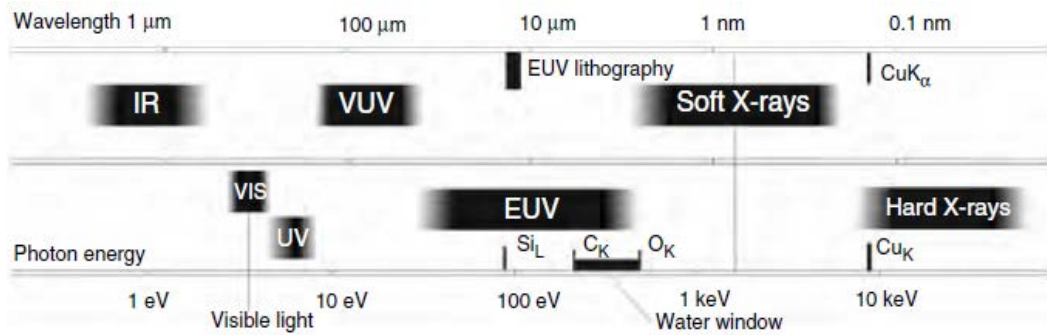 Wavelength 1 μm 100 μm 10 μm 1 nm 0.1 nm
EUV lithography CuKα
IR VUV Soft X-rays
VIS EUV Hard X-rays
UV
Photon energy SiL CK OK CuK
1 eV 10 eV 100 eV 1 keV 10 keV
Visible light Water window